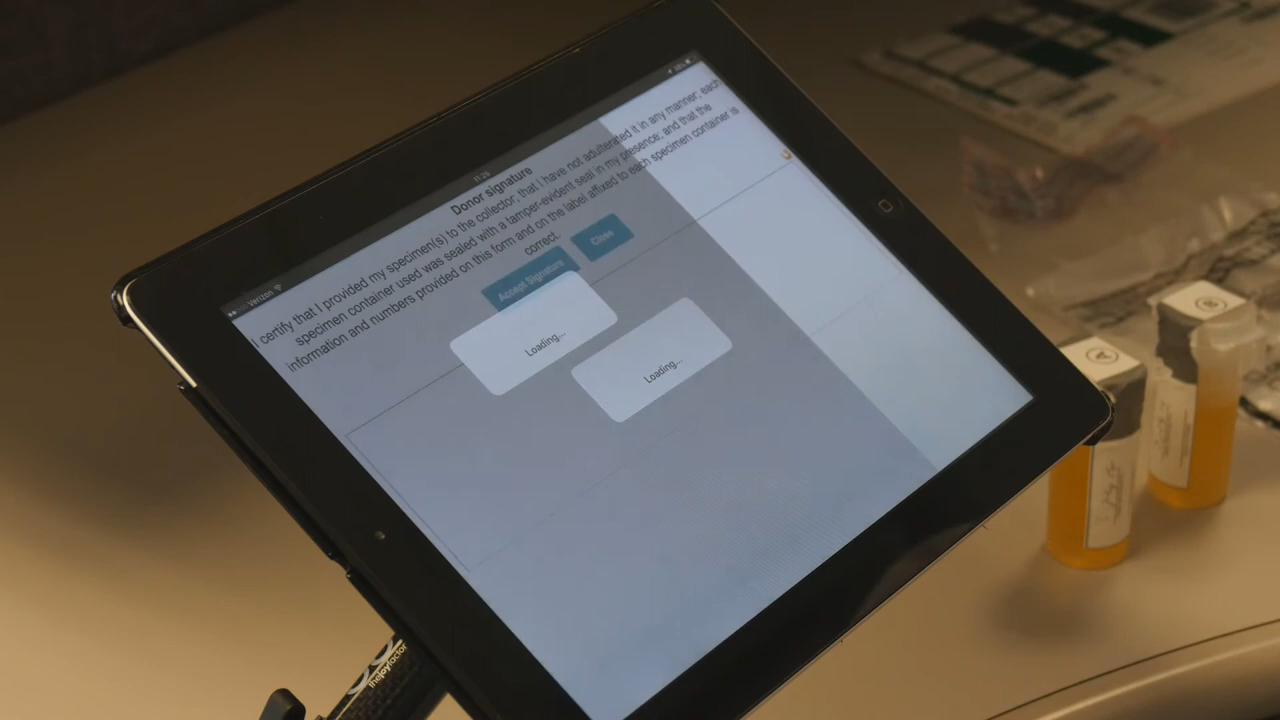 Verizon
11:29
Donor signature
I certify that I provided my specimen(s) to the collector; that I have not adulterated it in any manner; each
specimen container used was sealed with a tamper-evident seal in my presence; and that the
information and numbers provided on this form and on the label affixed to each specimen container is
correct.
Accept Signature
Close
Loading...
Loading...
A
B
thejoyfactory